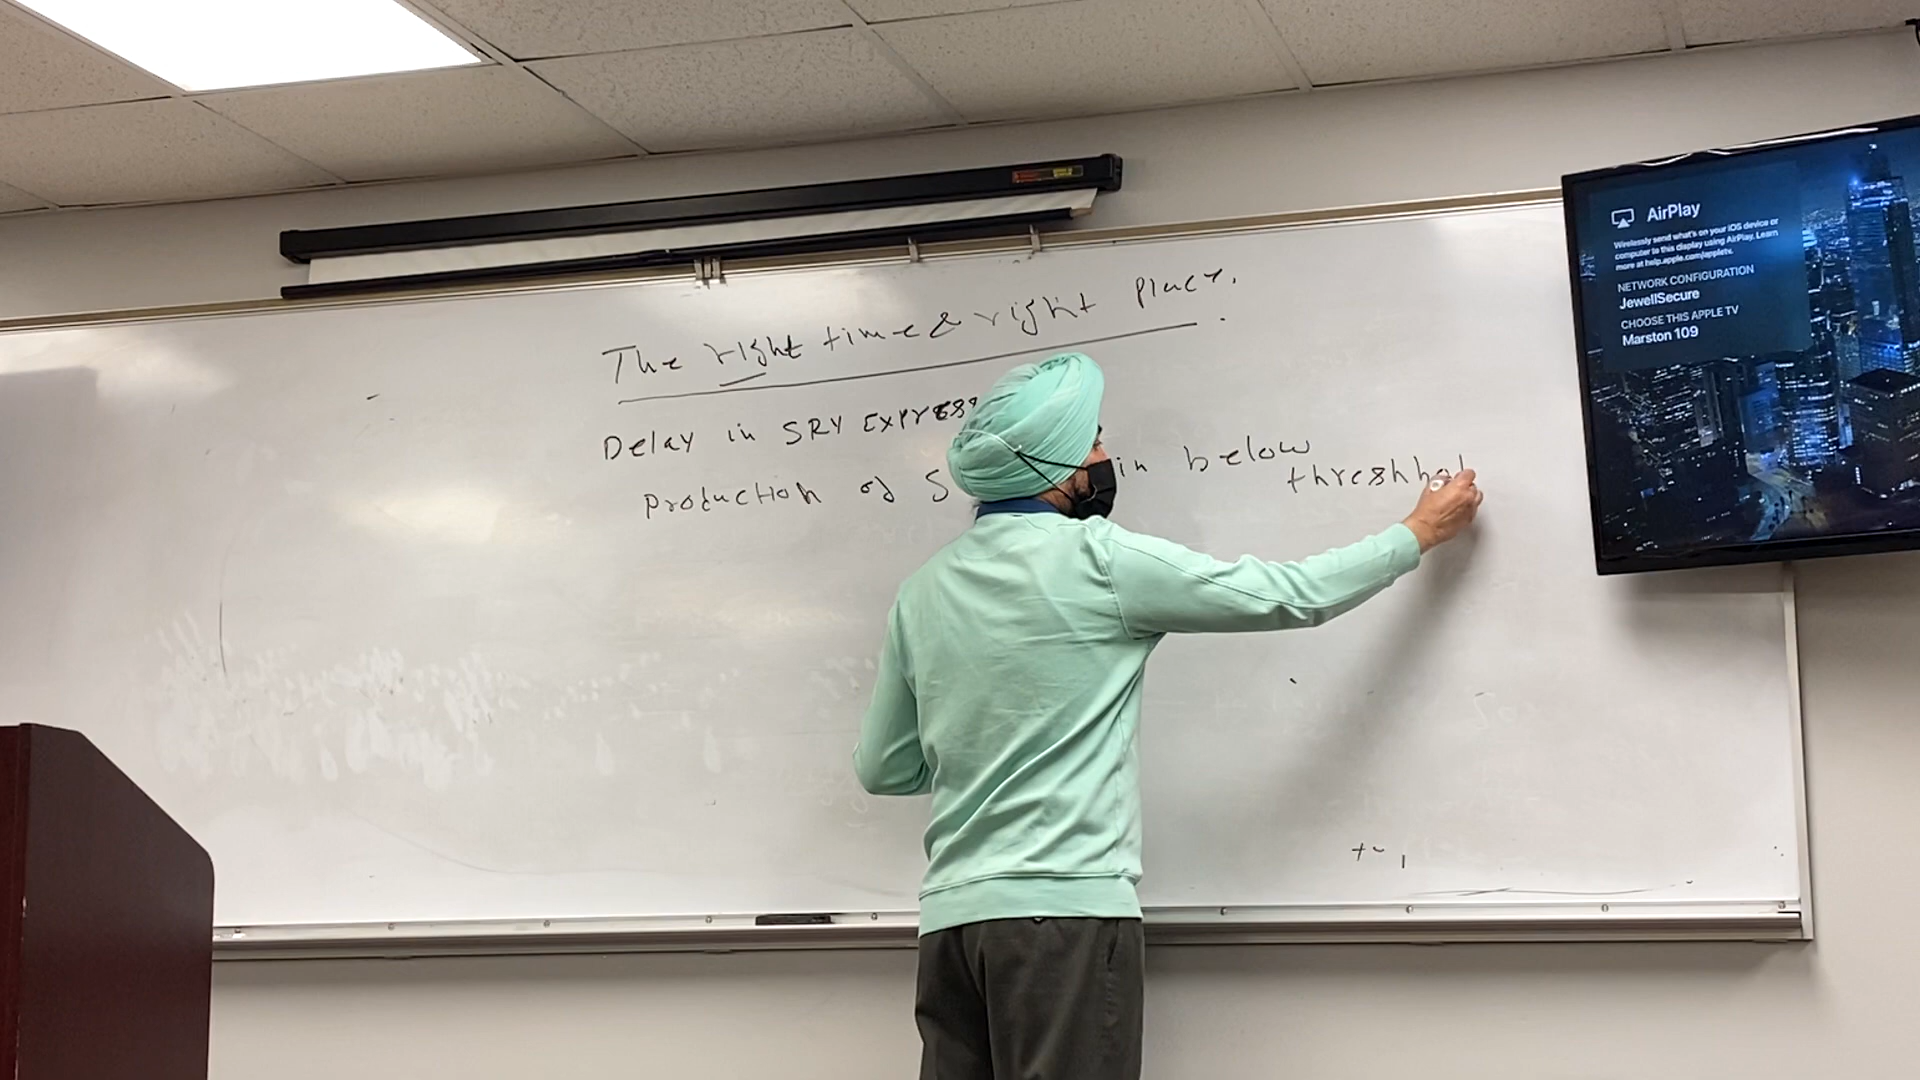 The right time & right place.
Delay in SRY Express
production of S in below
threshhol
AirPlay
Wirelessly send what's on your iOS device or
computer to this display using AirPlay. Learn
more at help.apple.com/appletv.
NETWORK CONFIGURATION
JewellSecure
CHOOSE THIS APPLE TV
Marston 109